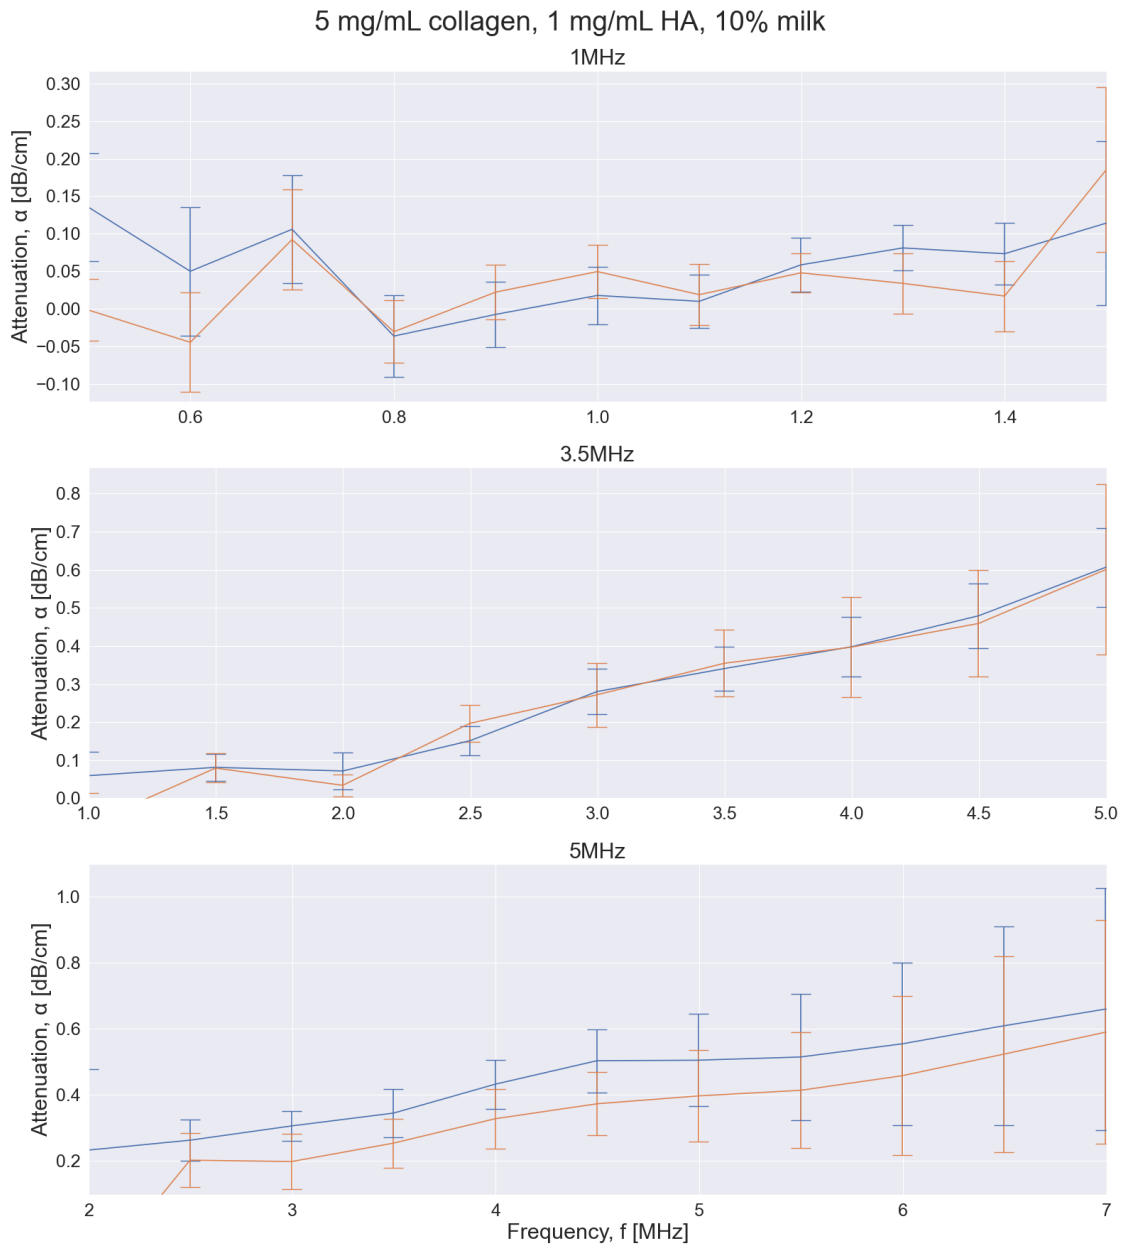 5 mg/mL collagen, 1 mg/mL HA, 10% milk
1MHz
Attenuation, α [dB/cm]
0.30
0.25
0.20
0.15
0.10
0.05
0.00
−0.05
−0.10
0.6 0.8 1.0 1.2 1.4
3.5MHz
Attenuation, α [dB/cm]
0.8
0.7
0.6
0.5
0.4
0.3
0.2
0.1
0.0
1.0 1.5 2.0 2.5 3.0 3.5 4.0 4.5 5.0
5MHz
Attenuation, α [dB/cm]
1.0
0.8
0.6
0.4
0.2
2 3 4 5 6 7
Frequency, f [MHz]